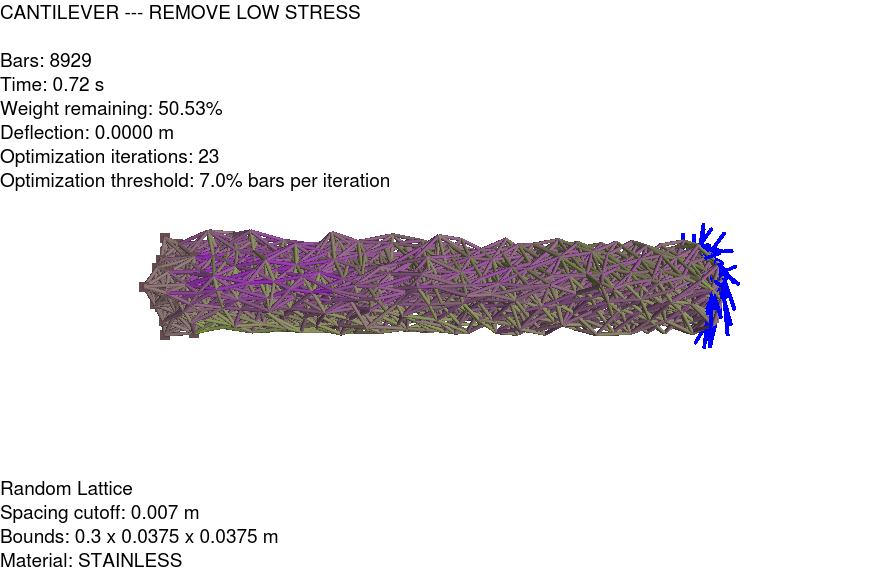 CANTILEVER --- REMOVE LOW STRESS
Bars: 8929
Time: 0.72 s
Weight remaining: 50.53%
Deflection: 0.0000 m
Optimization iterations: 23
Optimization threshold: 7.0% bars per iteration
Random Lattice
Spacing cutoff: 0.007 m
Bounds: 0.3 x 0.0375 x 0.0375 m
Material: STAINLESS